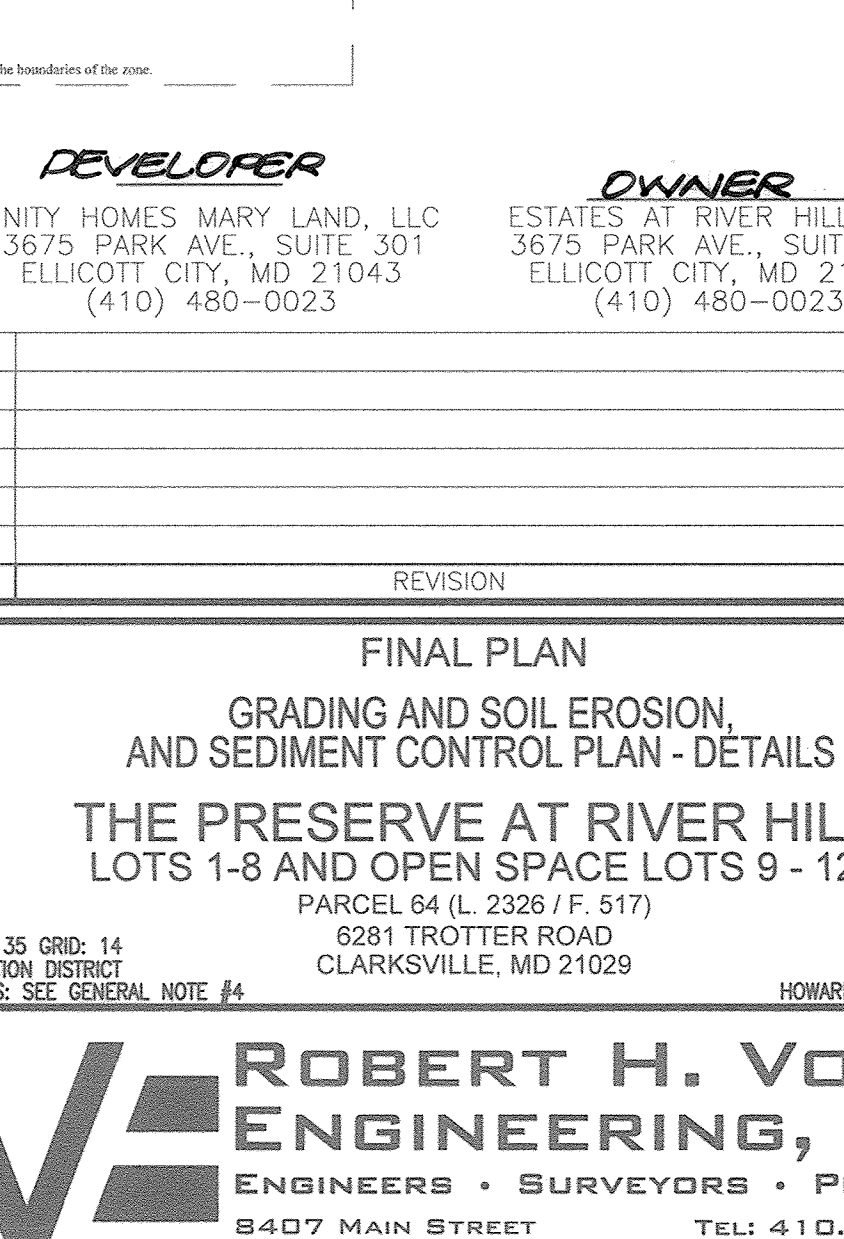 he boundaries of the zone.
DEVELOPER
NITY HOMES MARY LAND, LLC
3675 PARK AVE., SUITE 301
ELLICOTT CITY, MD 21043
(410) 480-0023
OWNER
ESTATES AT RIVER HILL
3675 PARK AVE., SUIT
ELLICOTT CITY, MD 21
(410) 480-0023
REVISION
FINAL PLAN
GRADING AND SOIL EROSION,
AND SEDIMENT CONTROL PLAN - DETAILS
THE PRESERVE AT RIVER HIL
LOTS 1-8 AND OPEN SPACE LOTS 9 - 12
PARCEL 64 (L. 2326 / F. 517)
6281 TROTTER ROAD
CLARKSVILLE, MD 21029
35 GRID: 14
TION DISTRICT
S: SEE GENERAL NOTE #4
HOWAR
ROBERT H. VO
ENGINEERING,
ENGINEERS • SURVEYORS • P
8407 MAIN STREET
TEL: 410.